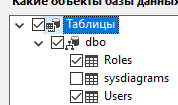 Какие объекты базы данных
Таблицы
dbo
Roles
sysdiagrams
Users